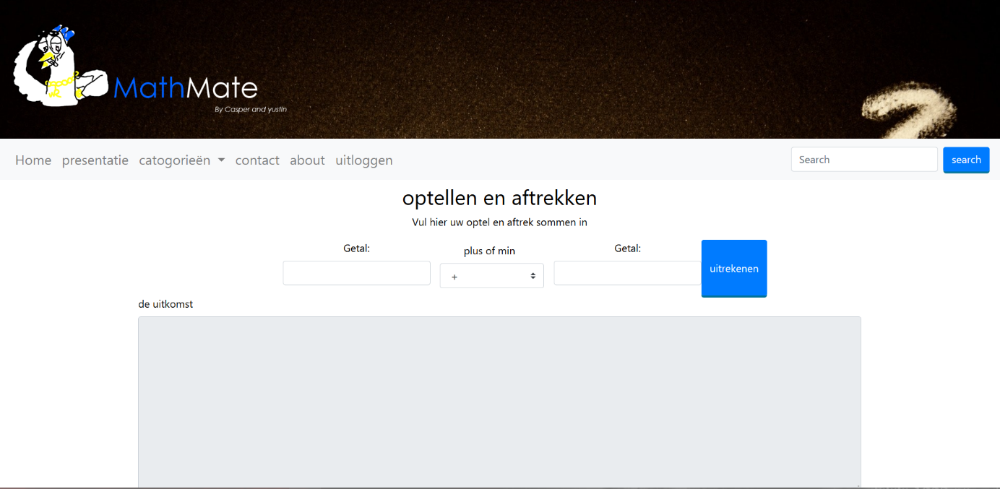 MathMate
By Casper and yustin
Home presentatie catogorieën contact about uitloggen Search search
optellen en aftrekken
Vul hier uw optel en aftrek sommen in
Getal: plus of min Getal:
+ uitrekenen
de uitkomst